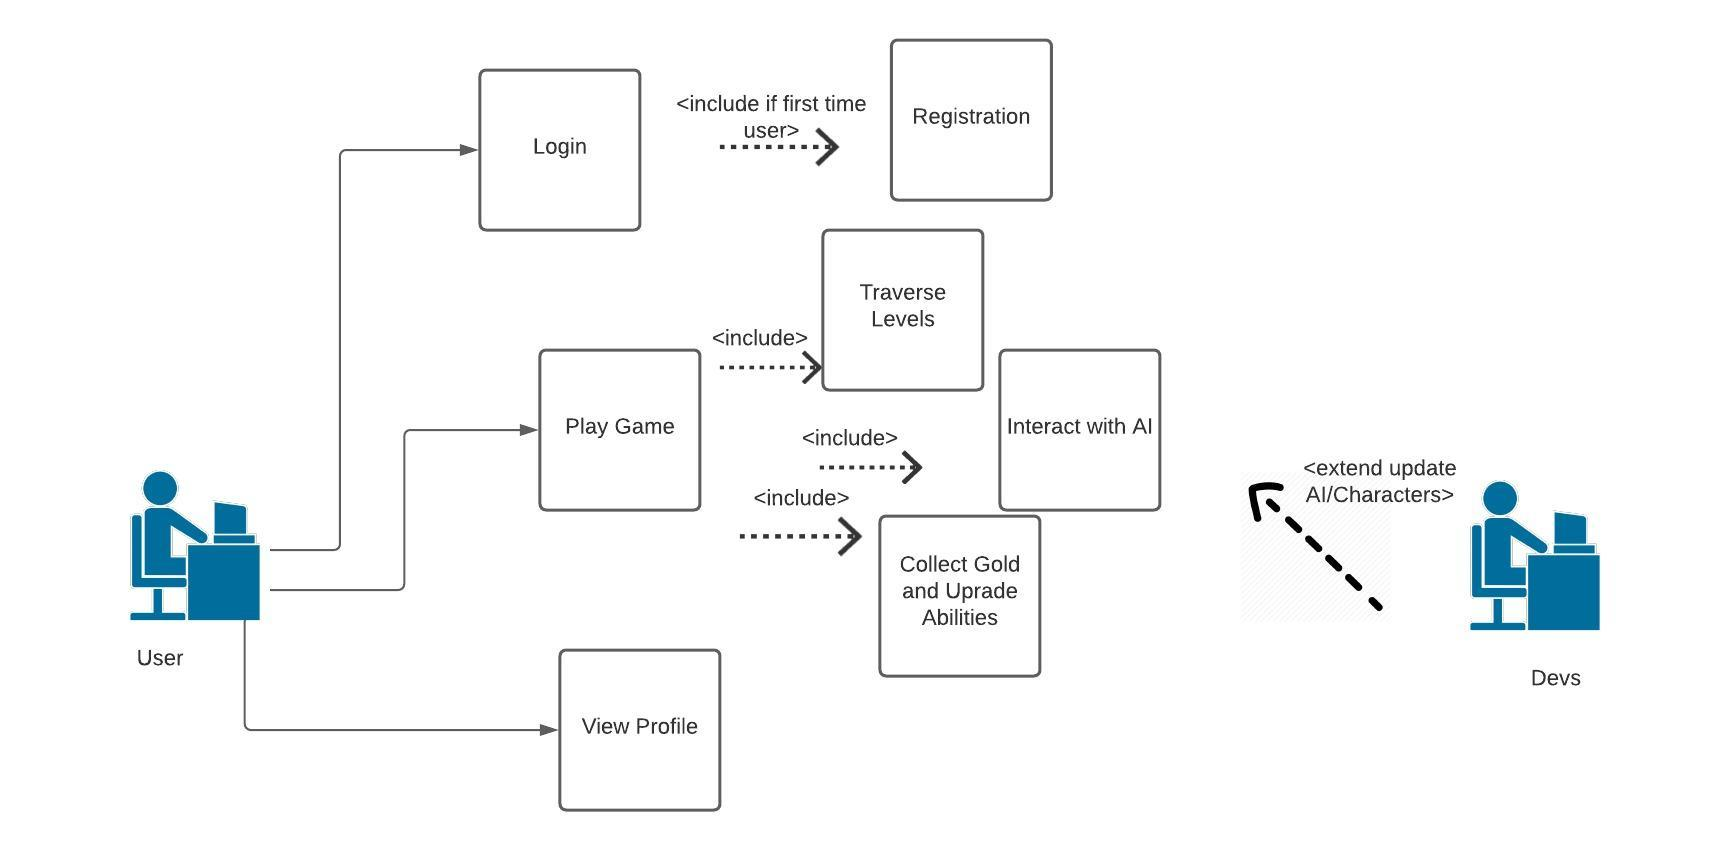 Login
<include if first time
user>
Registration
Traverse
Levels
<include>
Play Game
Interact with AI
<include>
<include>
Collect Gold
and Uprade
Abilities
<extend update
AI/Characters>
User
Devs
View Profile